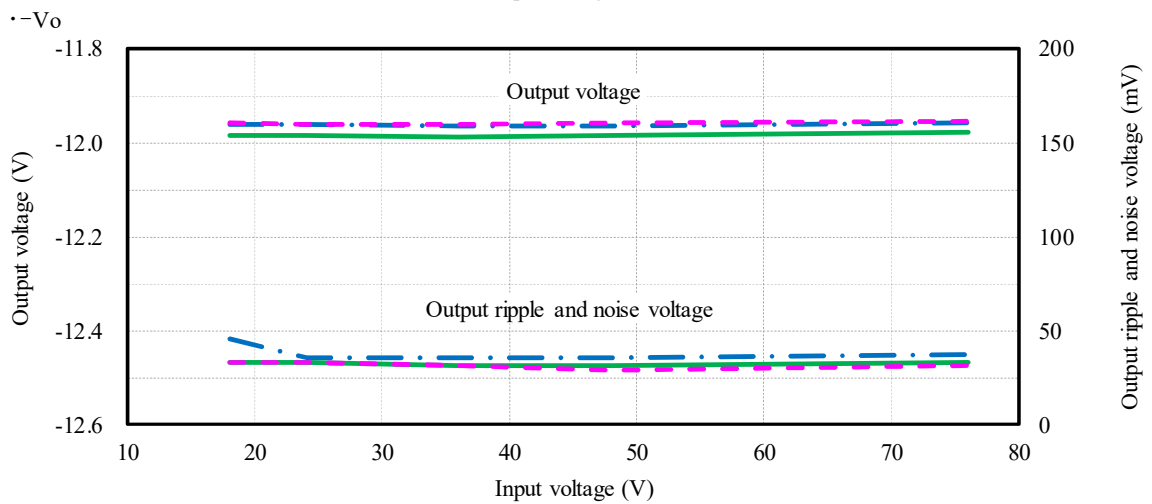 ·−Vo
-11.8
-12.0
-12.2
-12.4
-12.6
Output voltage (V)
Output voltage
Output ripple and noise voltage
200
150
100
50
0
Output ripple and noise voltage (mV)
10 20 30 40 50 60 70 80
Input voltage (V)